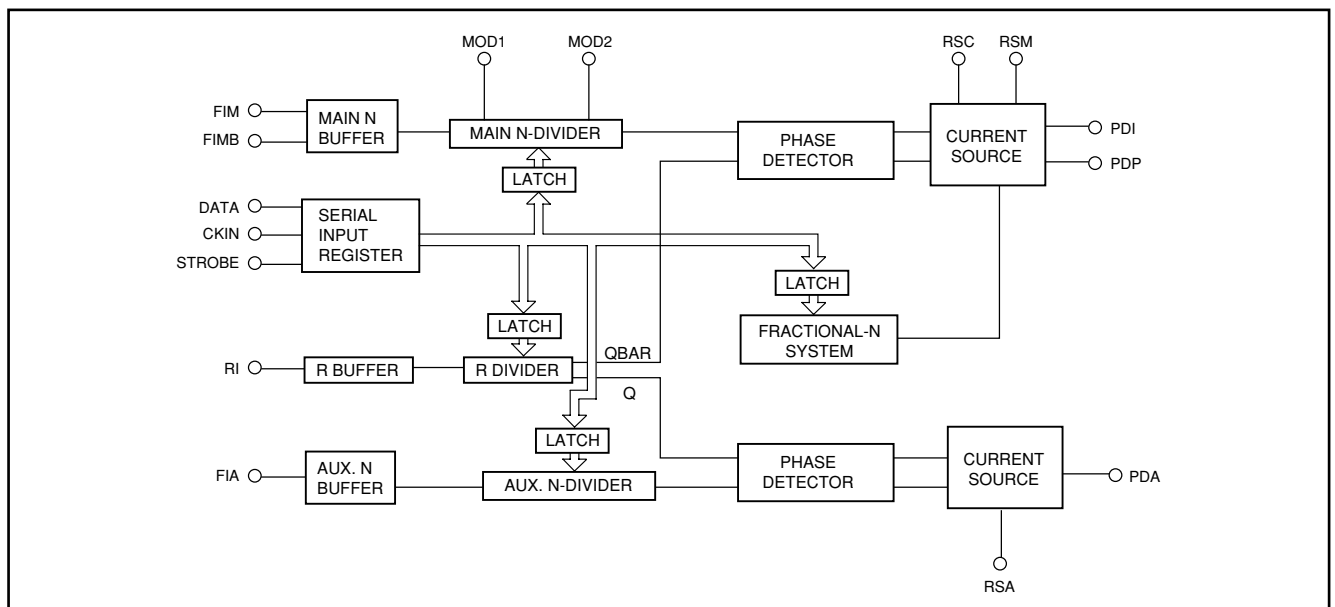 MOD1
MOD2
RSC
RSM
FIM
FIMB
MAIN N
BUFFER
MAIN N-DIVIDER
PHASE
DETECTOR
CURRENT
SOURCE
PDI
PDP
LATCH
DATA
CKIN
STROBE
SERIAL
INPUT
REGISTER
LATCH
LATCH
FRACTIONAL-N
SYSTEM
RI
R BUFFER
R DIVIDER
QBAR
Q
LATCH
FIA
AUX. N
BUFFER
AUX. N-DIVIDER
PHASE
DETECTOR
CURRENT
SOURCE
PDA
RSA